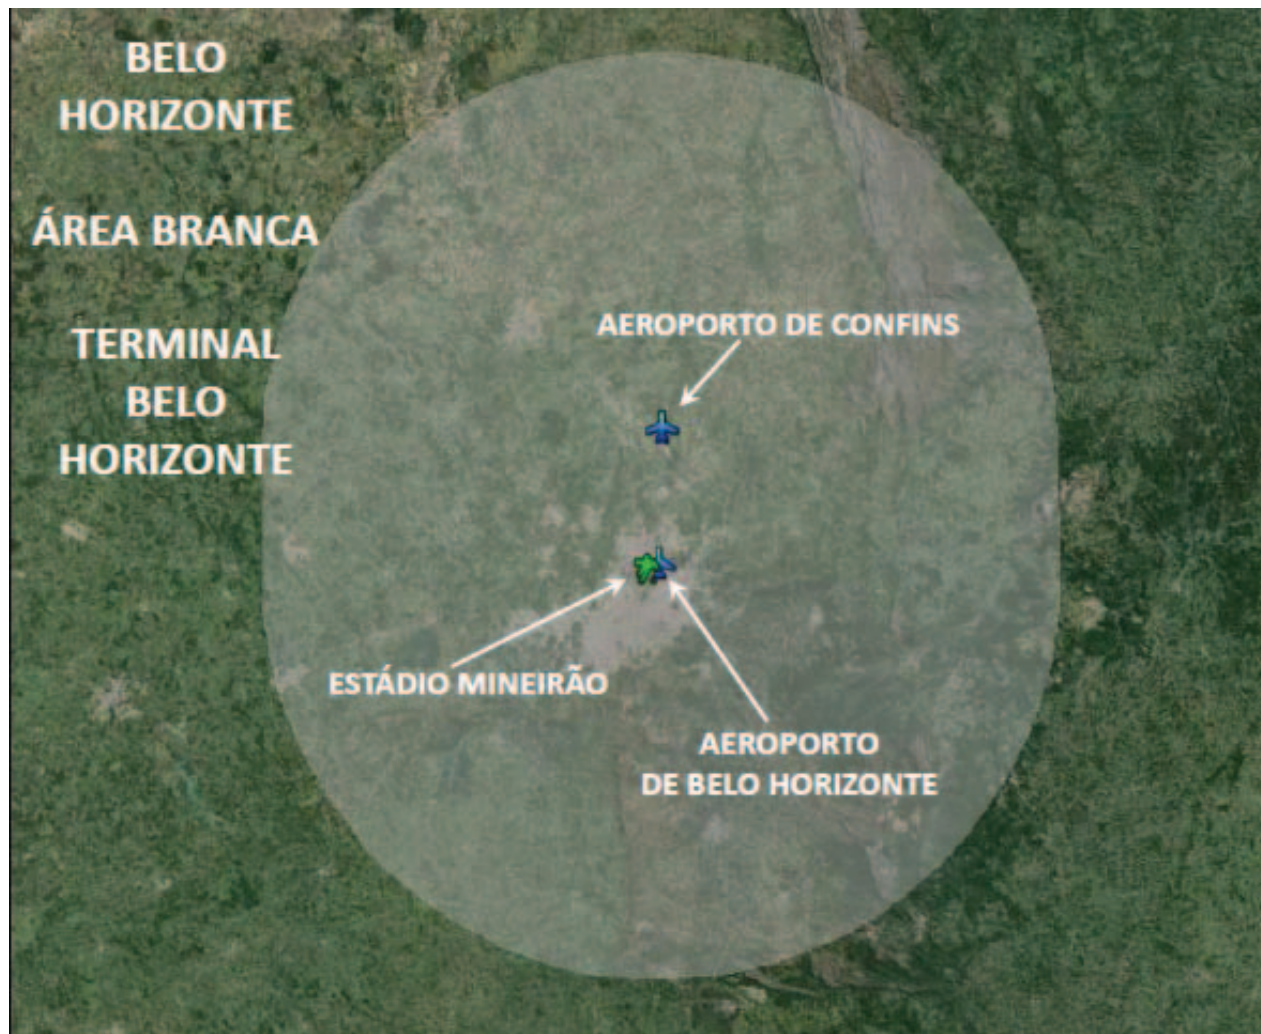 BELO
HORIZONTE
ÁREA BRANCA
TERMINAL
BELO
HORIZONTE
AEROPORTO DE CONFINS
ESTÁDIO MINEIRÃO
AEROPORTO
DE BELO HORIZONTE